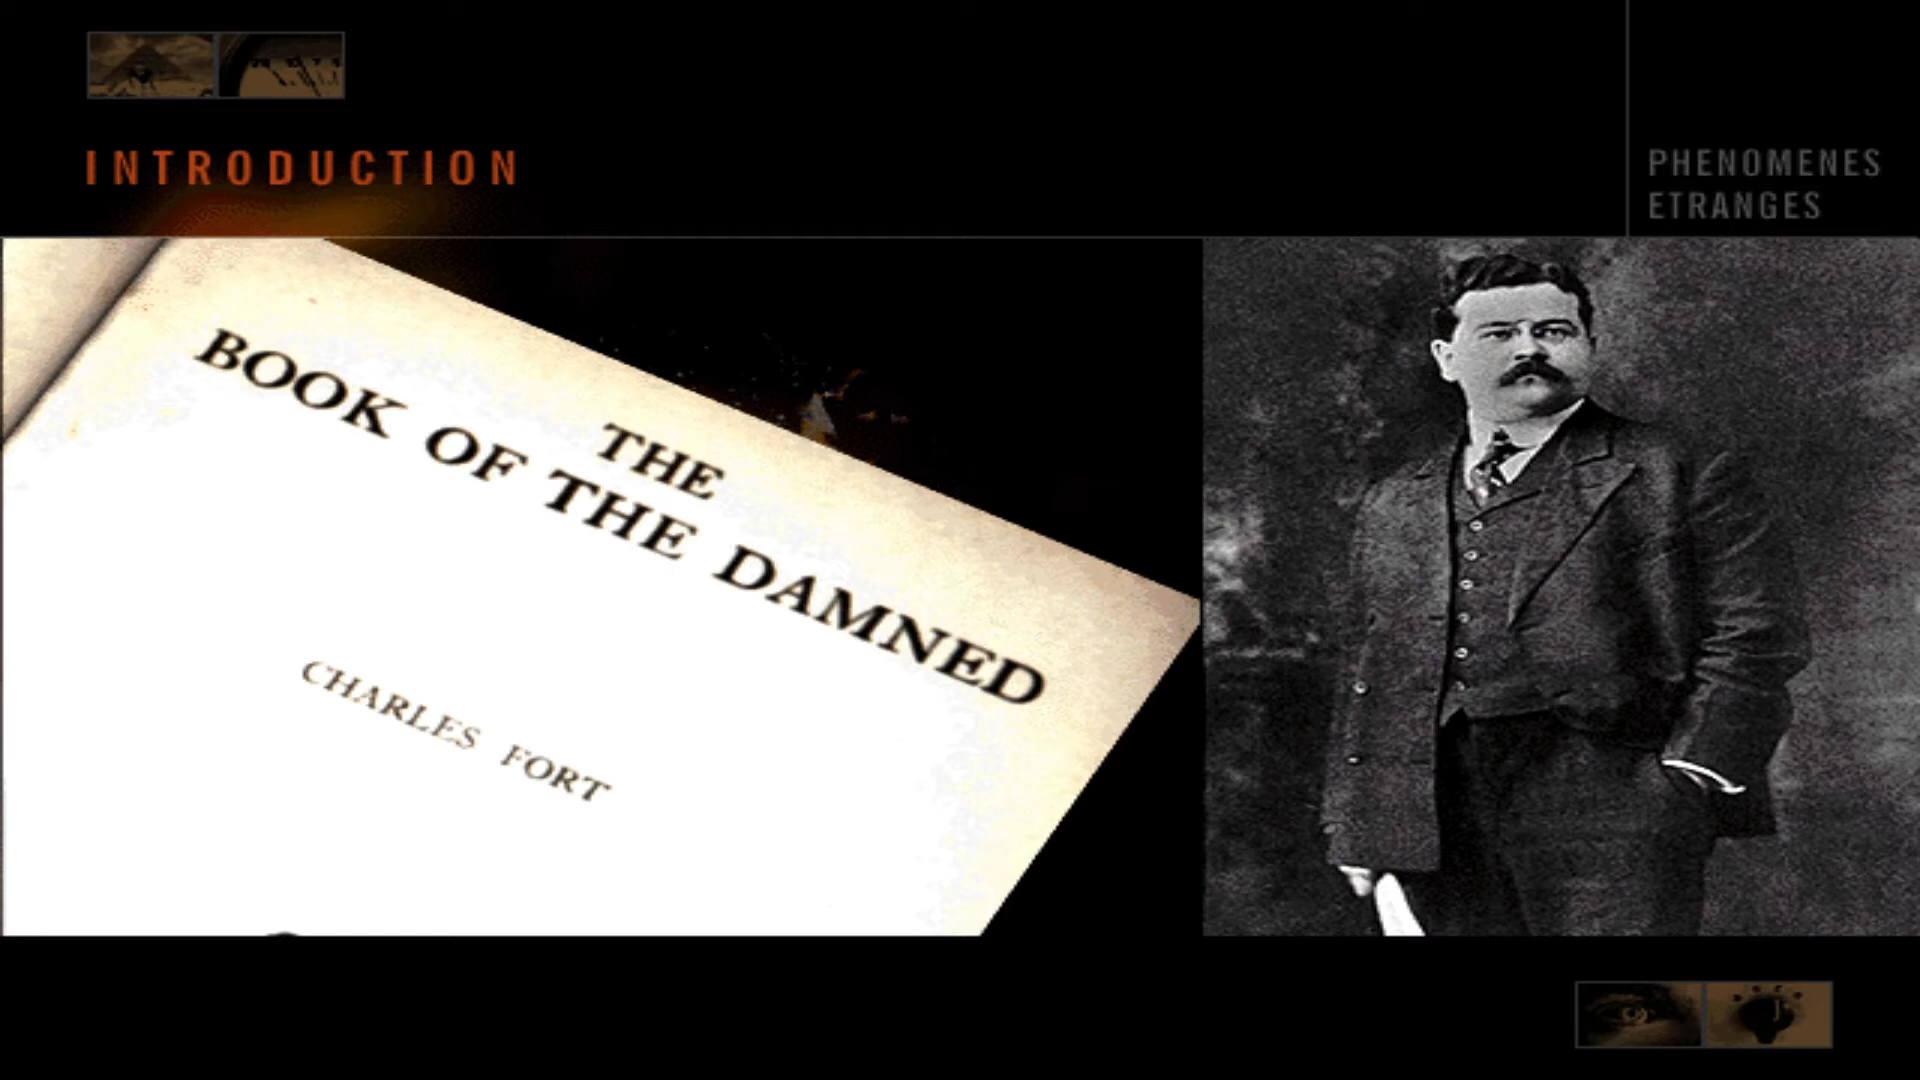 INTRODUCTION
PHENOMENES
ETRANGES
THE
BOOK OF THE DAMNED
CHARLES FORT